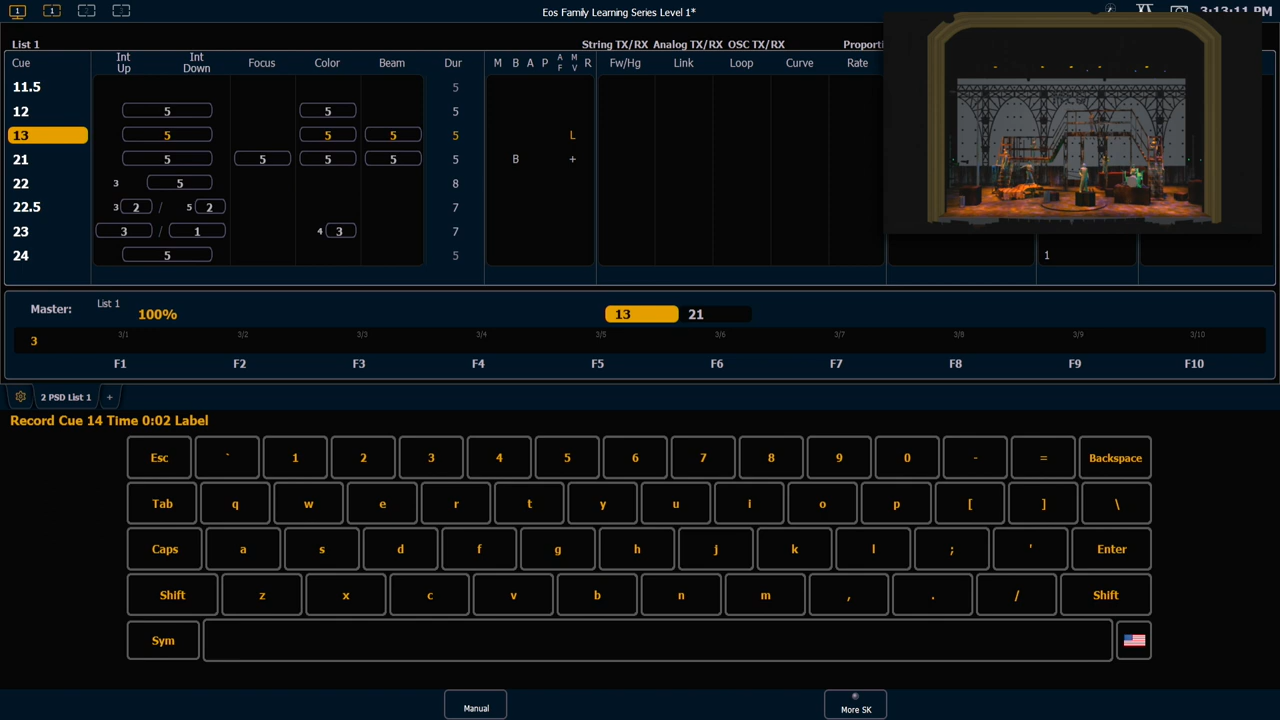 1 1 2 3 Eos Family Learning Series Level 1* 3:13:11 PM
List 1 String TX/RX Analog TX/RX OSC TX/RX
Cue Int Up Int Down Focus Color Beam Dur M B A P AF MV R Fw/Hg Link Loop Curve Rate
11.5 5
12 5 5 5
13 5 5 5 5 L
21 5 5 5 5 5 B +
22 3 5 8
22.5 3 2 / 5 2 7
23 3 / 1 4 3 7
24 5 5 1
Master: List 1 100% 13 21
3 3/1 3/2 3/3 3/4 3/5 3/6 3/7 3/8 3/9 3/10
F1 F2 F3 F4 F5 F6 F7 F8 F9 F10
2 PSD List 1 +
Record Cue 14 Time 0:02 Label
Esc ` 1 2 3 4 5 6 7 8 9 0 - = Backspace
Tab q w e r t y u i o p [ ] \
Caps a s d f g h j k l ; ' Enter
Shift z x c v b n m , . / Shift
Sym
Manual More SK